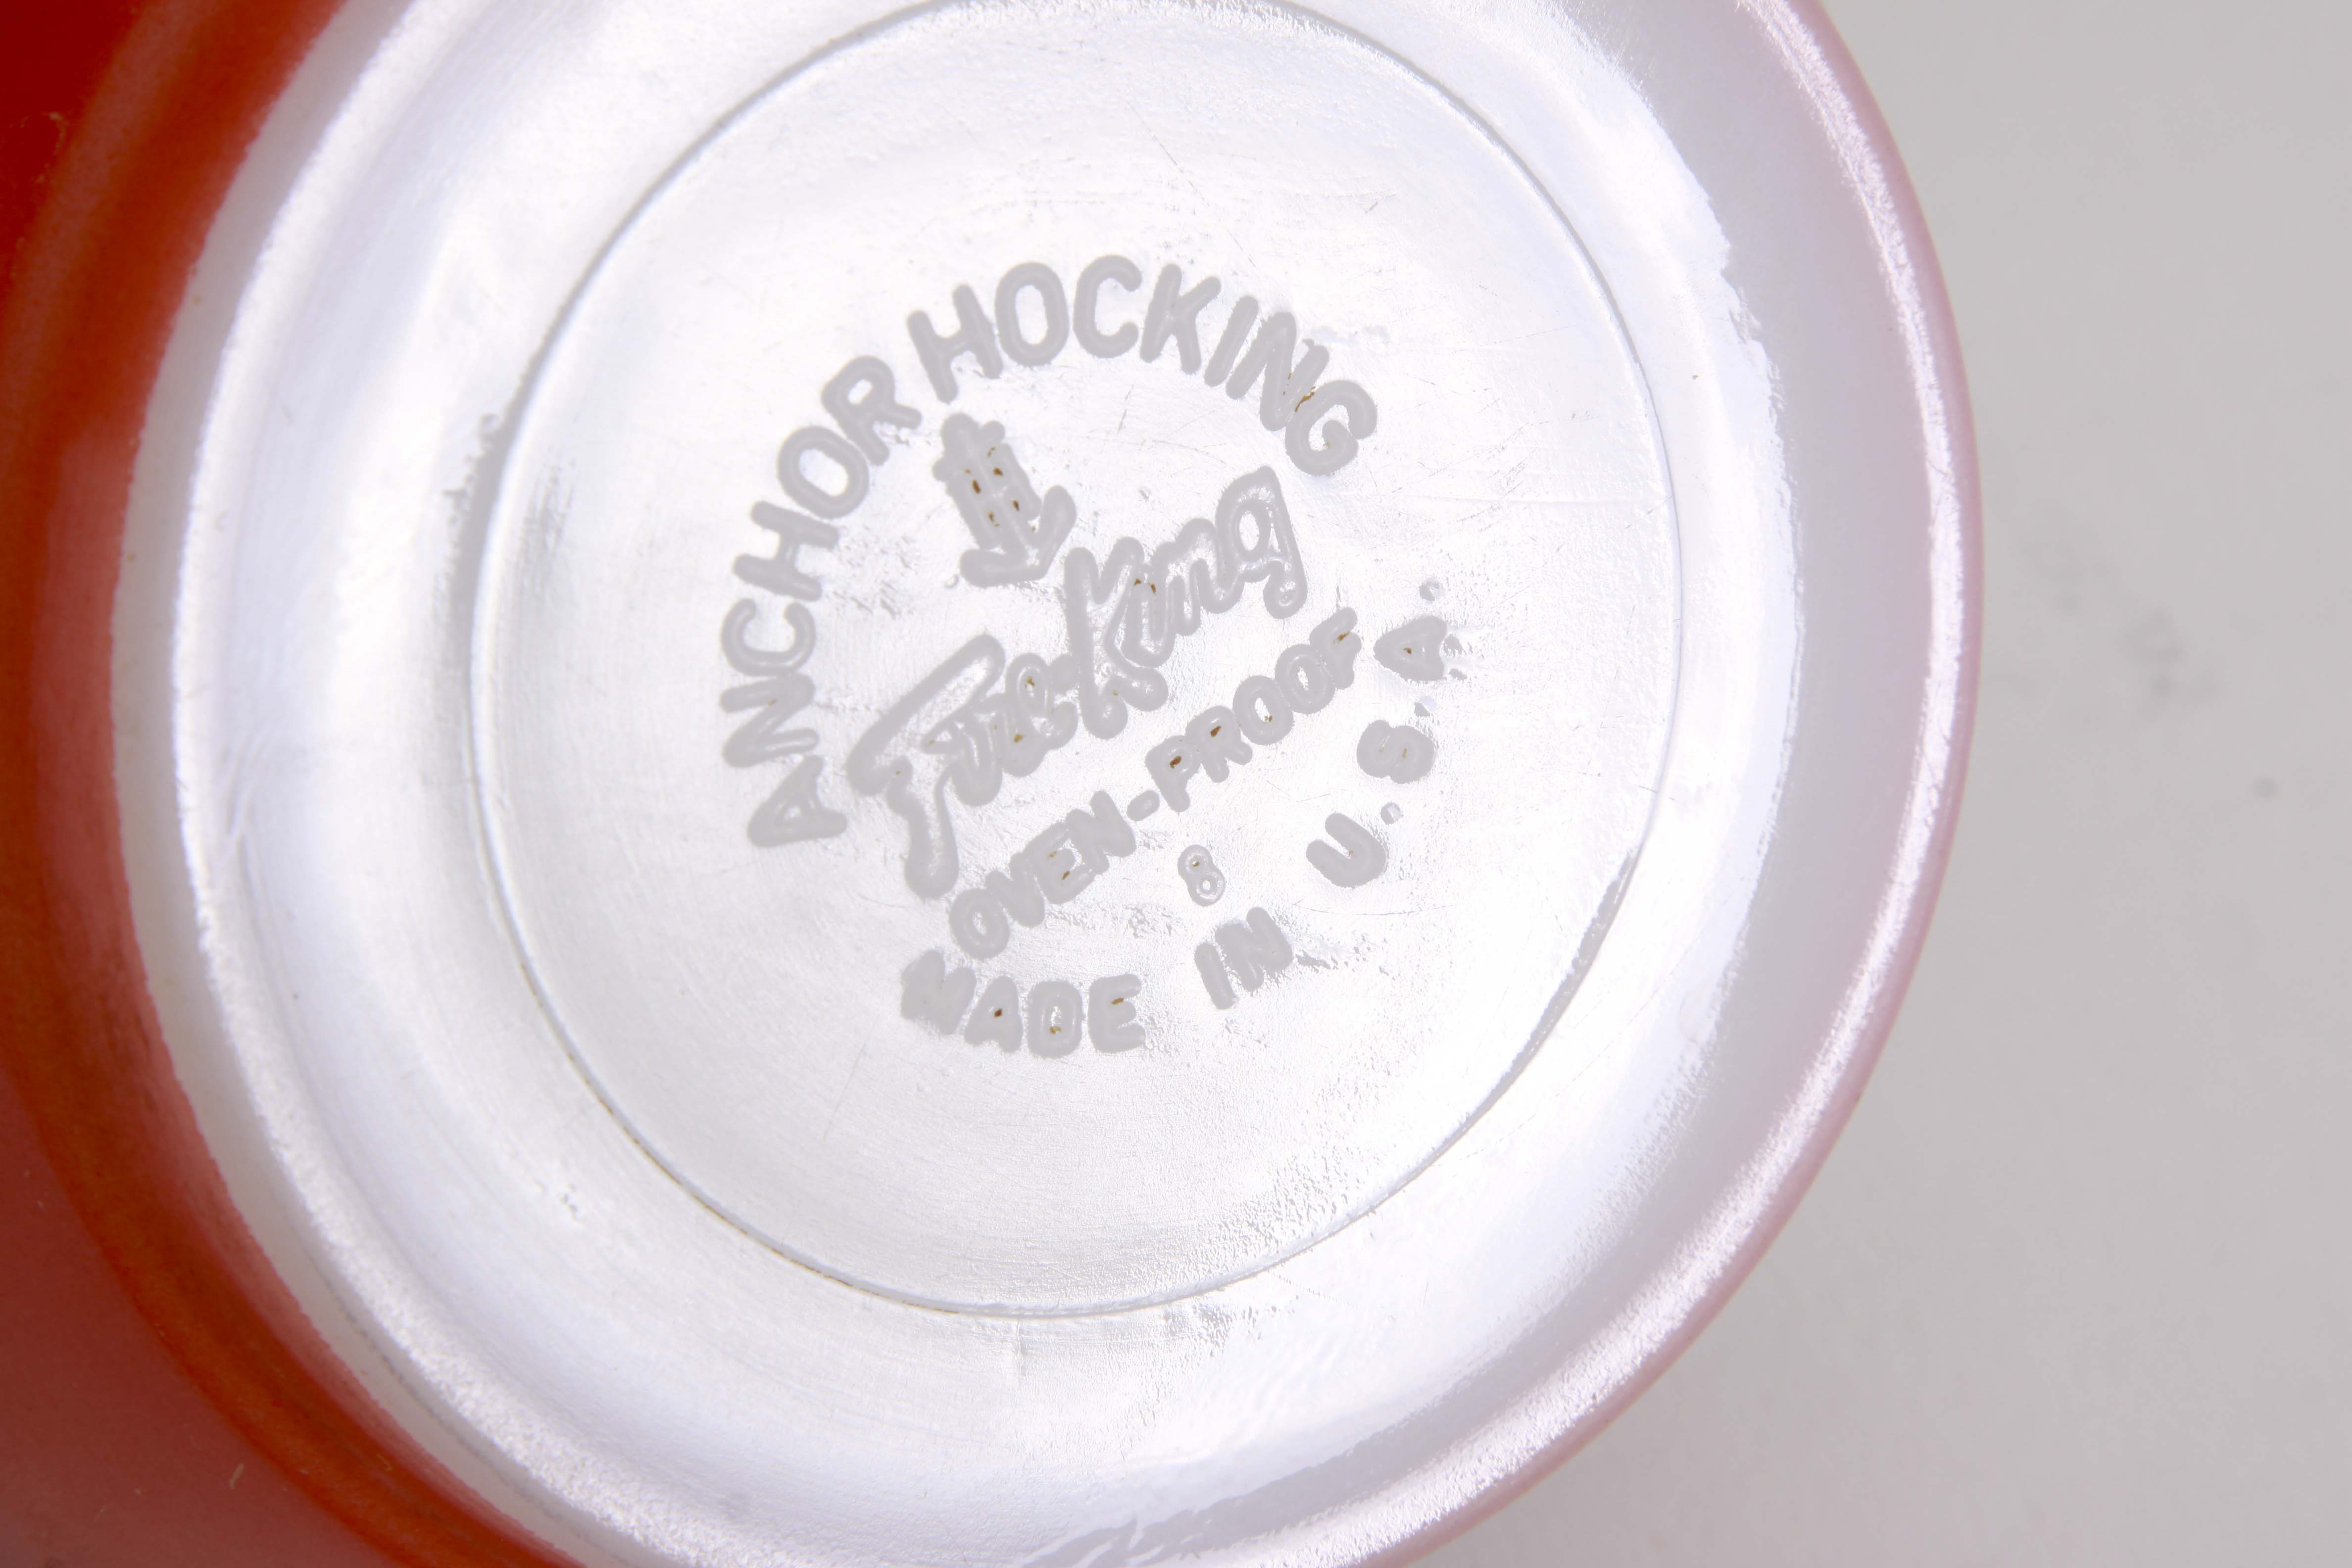 ANCHOR HOCKING
Fire-King
OVEN-PROOF
8
MADE IN U.S.A.